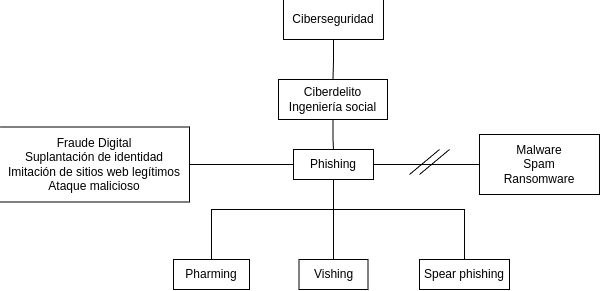 Ciberseguridad
Ciberdelito
Ingeniería social
Fraude Digital
Suplantación de identidad
Imitación de sitios web legítimos
Ataque malicioso
Phishing
Malware
Spam
Ransomware
Pharming
Vishing
Spear phishing